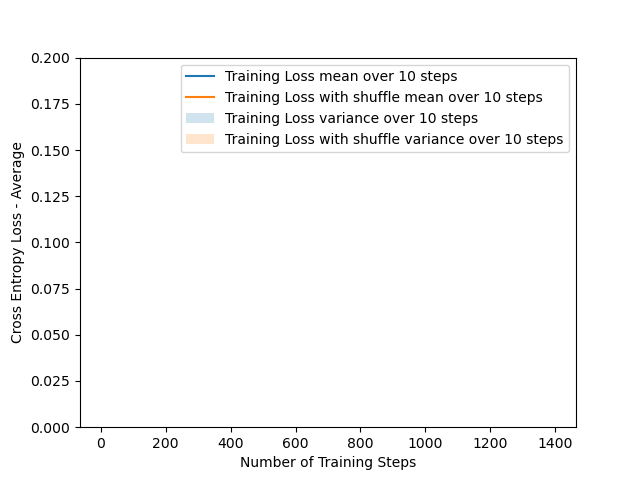 0.200
0.175
0.150
0.125
0.100
0.075
0.050
0.025
0.000
Cross Entropy Loss - Average
Training Loss mean over 10 steps
Training Loss with shuffle mean over 10 steps
Training Loss variance over 10 steps
Training Loss with shuffle variance over 10 steps
0 200 400 600 800 1000 1200 1400
Number of Training Steps